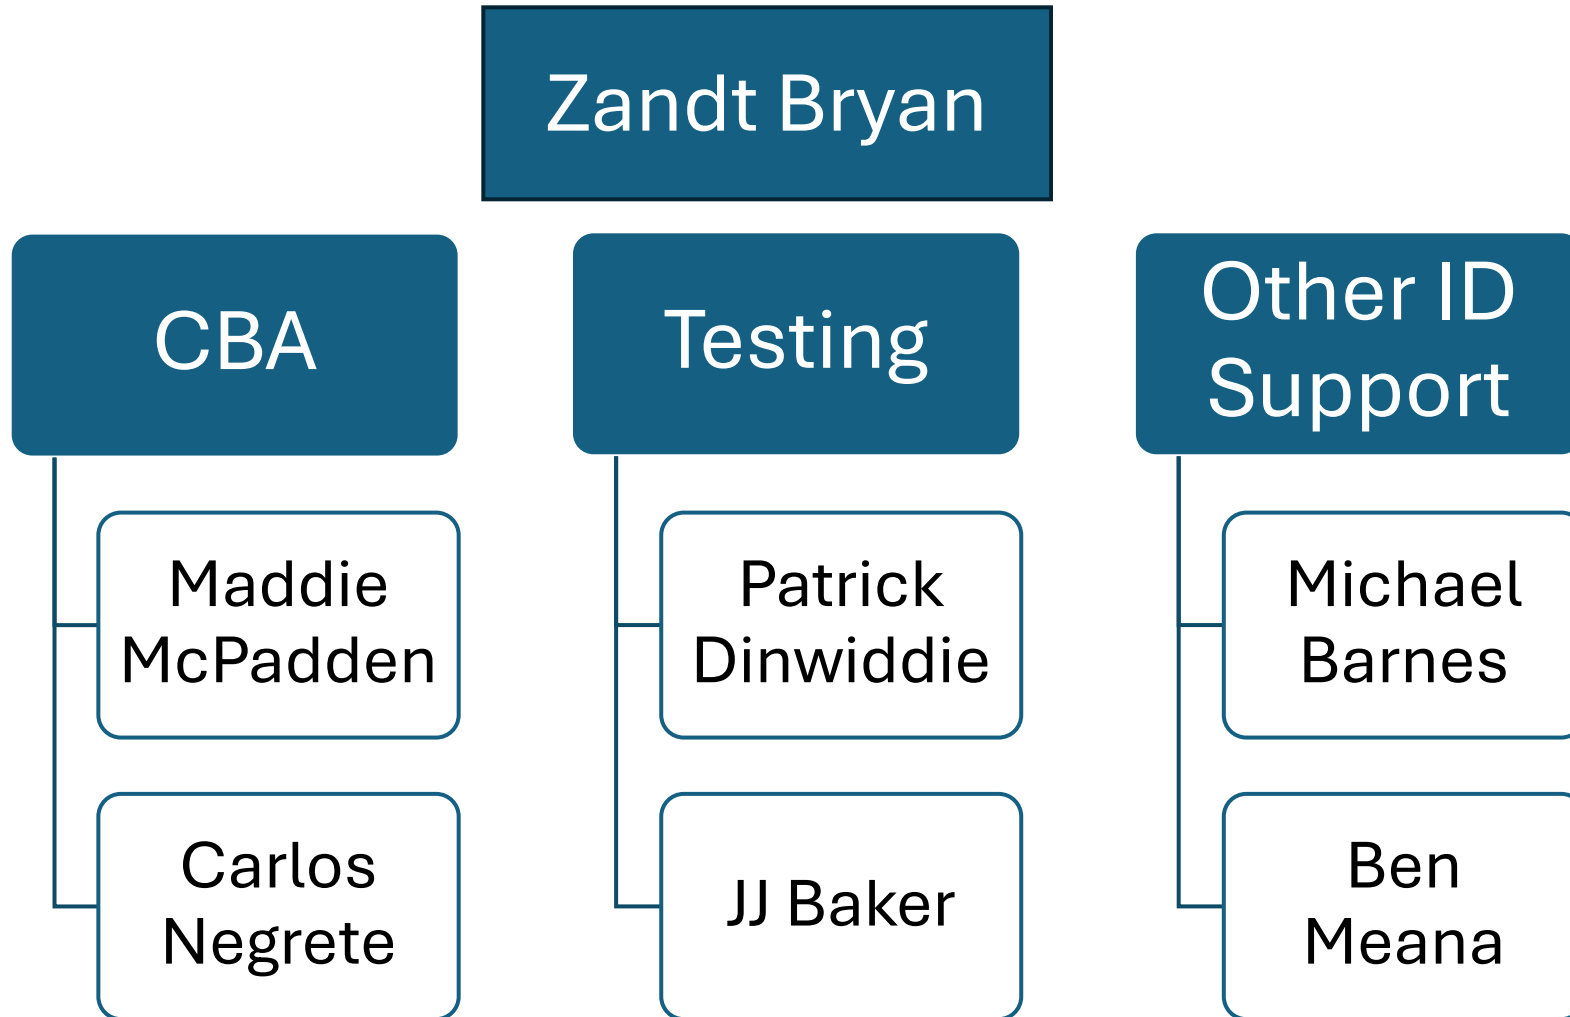 Zandt Bryan
CBA
Maddie
McPadden
Carlos
Negrete
Testing
Patrick
Dinwiddie
JJ Baker
Other ID
Support
Michael
Barnes
Ben
Meana